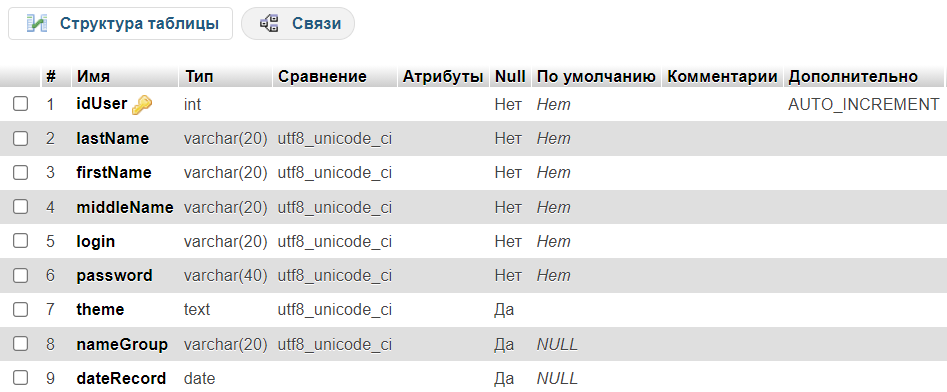 Структура таблицы Связи
# Имя Тип Сравнение Атрибуты Null По умолчанию Комментарии Дополнительно
1 idUser int Нет Нет AUTO_INCREMENT
2 lastName varchar(20) utf8_unicode_ci Нет Нет
3 firstName varchar(20) utf8_unicode_ci Нет Нет
4 middleName varchar(20) utf8_unicode_ci Нет Нет
5 login varchar(20) utf8_unicode_ci Нет Нет
6 password varchar(40) utf8_unicode_ci Нет Нет
7 theme text utf8_unicode_ci Да
8 nameGroup varchar(20) utf8_unicode_ci Да NULL
9 dateRecord date Да NULL